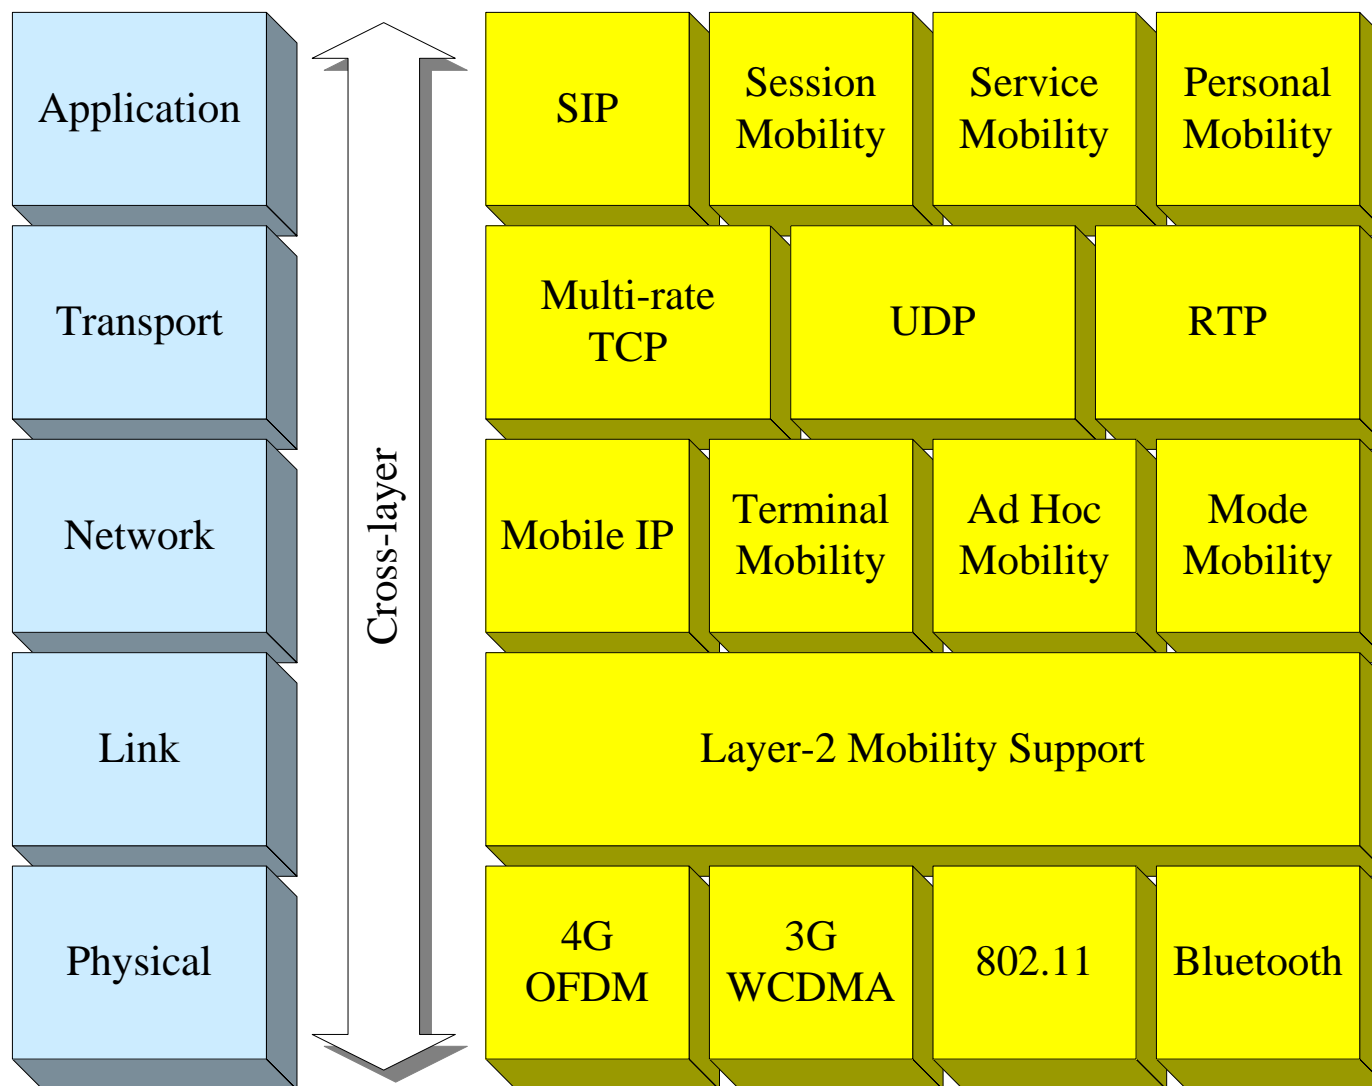 Application
SIP
Session
Mobility
Service
Mobility
Personal
Mobility
Transport
Multi-rate
TCP
UDP
RTP
Cross-layer
Network
Mobile IP
Terminal
Mobility
Ad Hoc
Mobility
Mode
Mobility
Link
Layer-2 Mobility Support
Physical
4G
OFDM
3G
WCDMA
802.11
Bluetooth